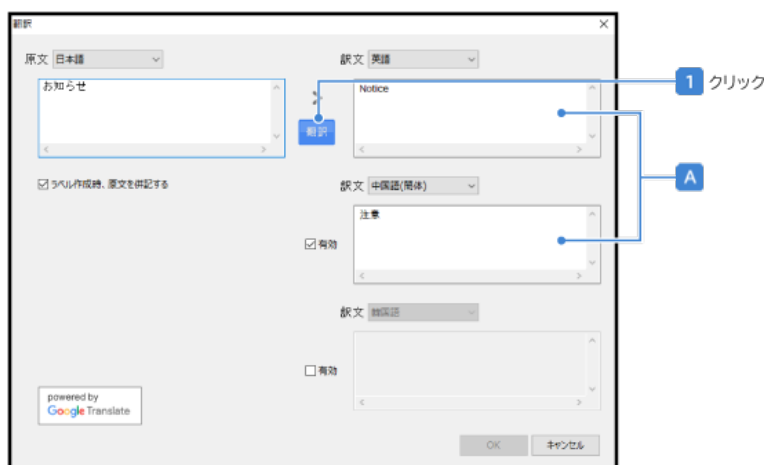 翻訳
原文 日本語
訳文 英語
お知らせ
翻訳
Notice
1 クリック
A
ラベル作成時、原文を併記する
訳文 中国語(簡体)
有効
注意
訳文 韓国語
有効
powered by
Google Translate
OK キャンセル